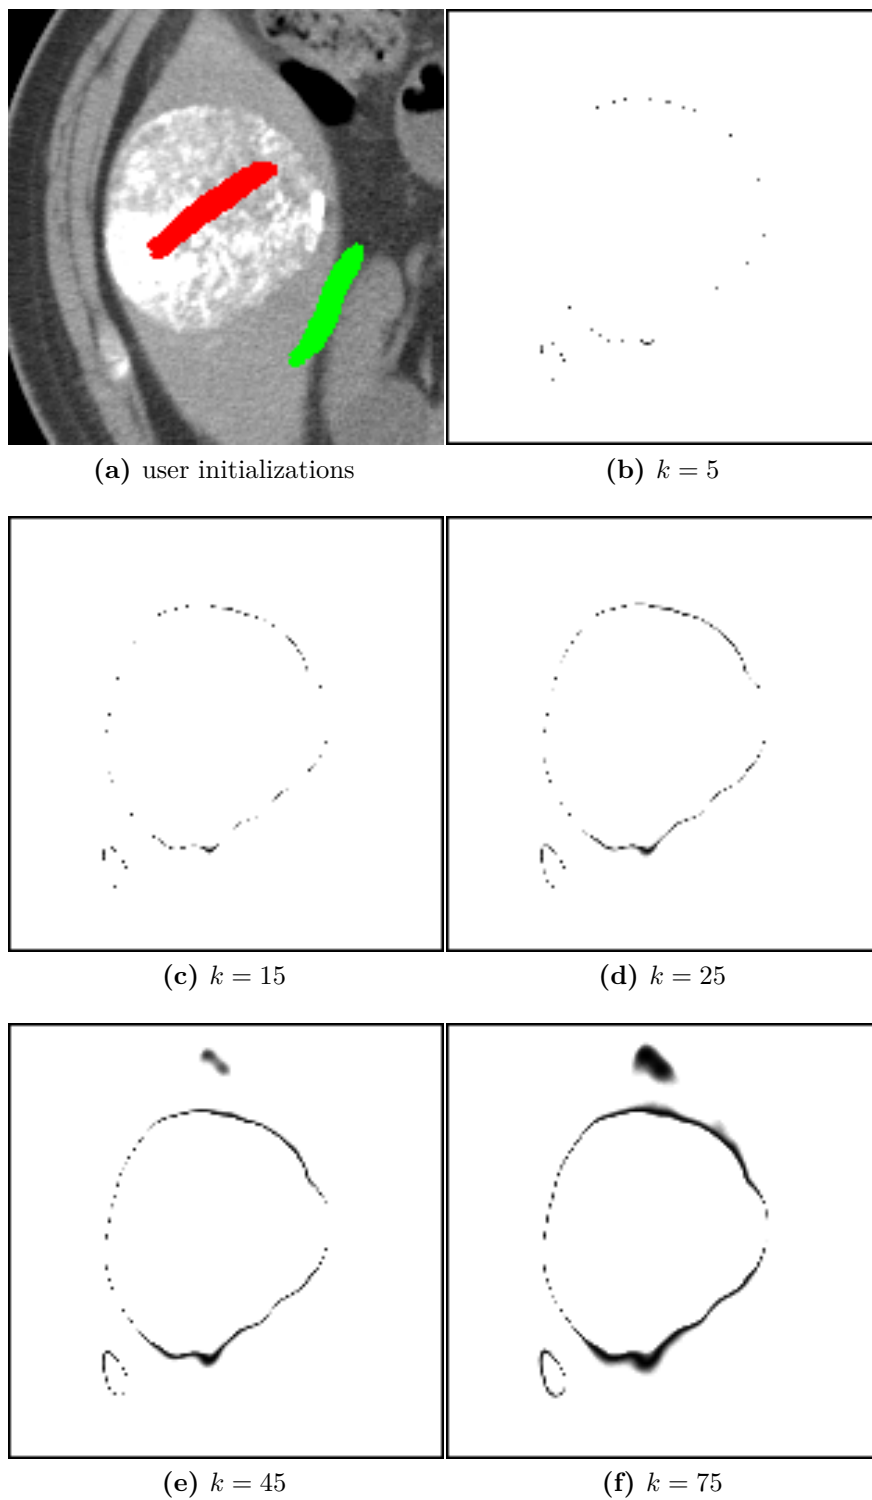 (a) user initializations
(b) k = 5
(c) k = 15
(d) k = 25
(e) k = 45
(f) k = 75